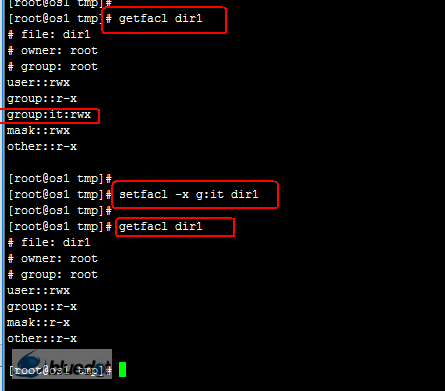 [root@os1 tmp]#
[root@os1 tmp]# getfacl dir1
# file: dir1
# owner: root
# group: root
user::rwx
group::r-x
group:it:rwx
mask::rwx
other::r-x
[root@os1 tmp]#
[root@os1 tmp]# setfacl -x g:it dir1
[root@os1 tmp]#
[root@os1 tmp]# getfacl dir1
# file: dir1
# owner: root
# group: root
user::rwx
group::r-x
mask::r-x
other::r-x
[root@os1 tmp]#